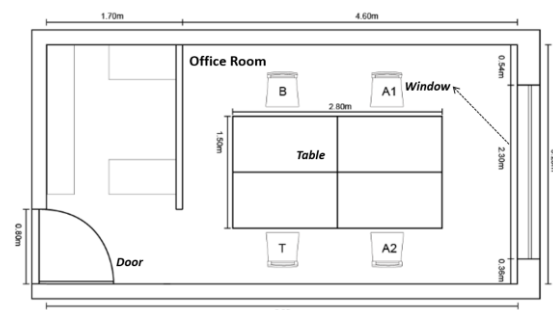 1.70m
4.60m
Office Room
B
A1
Window
0.54m
2.80m
1.50m
Table
2.30m
0.80m
Door
T
A2
0.36m